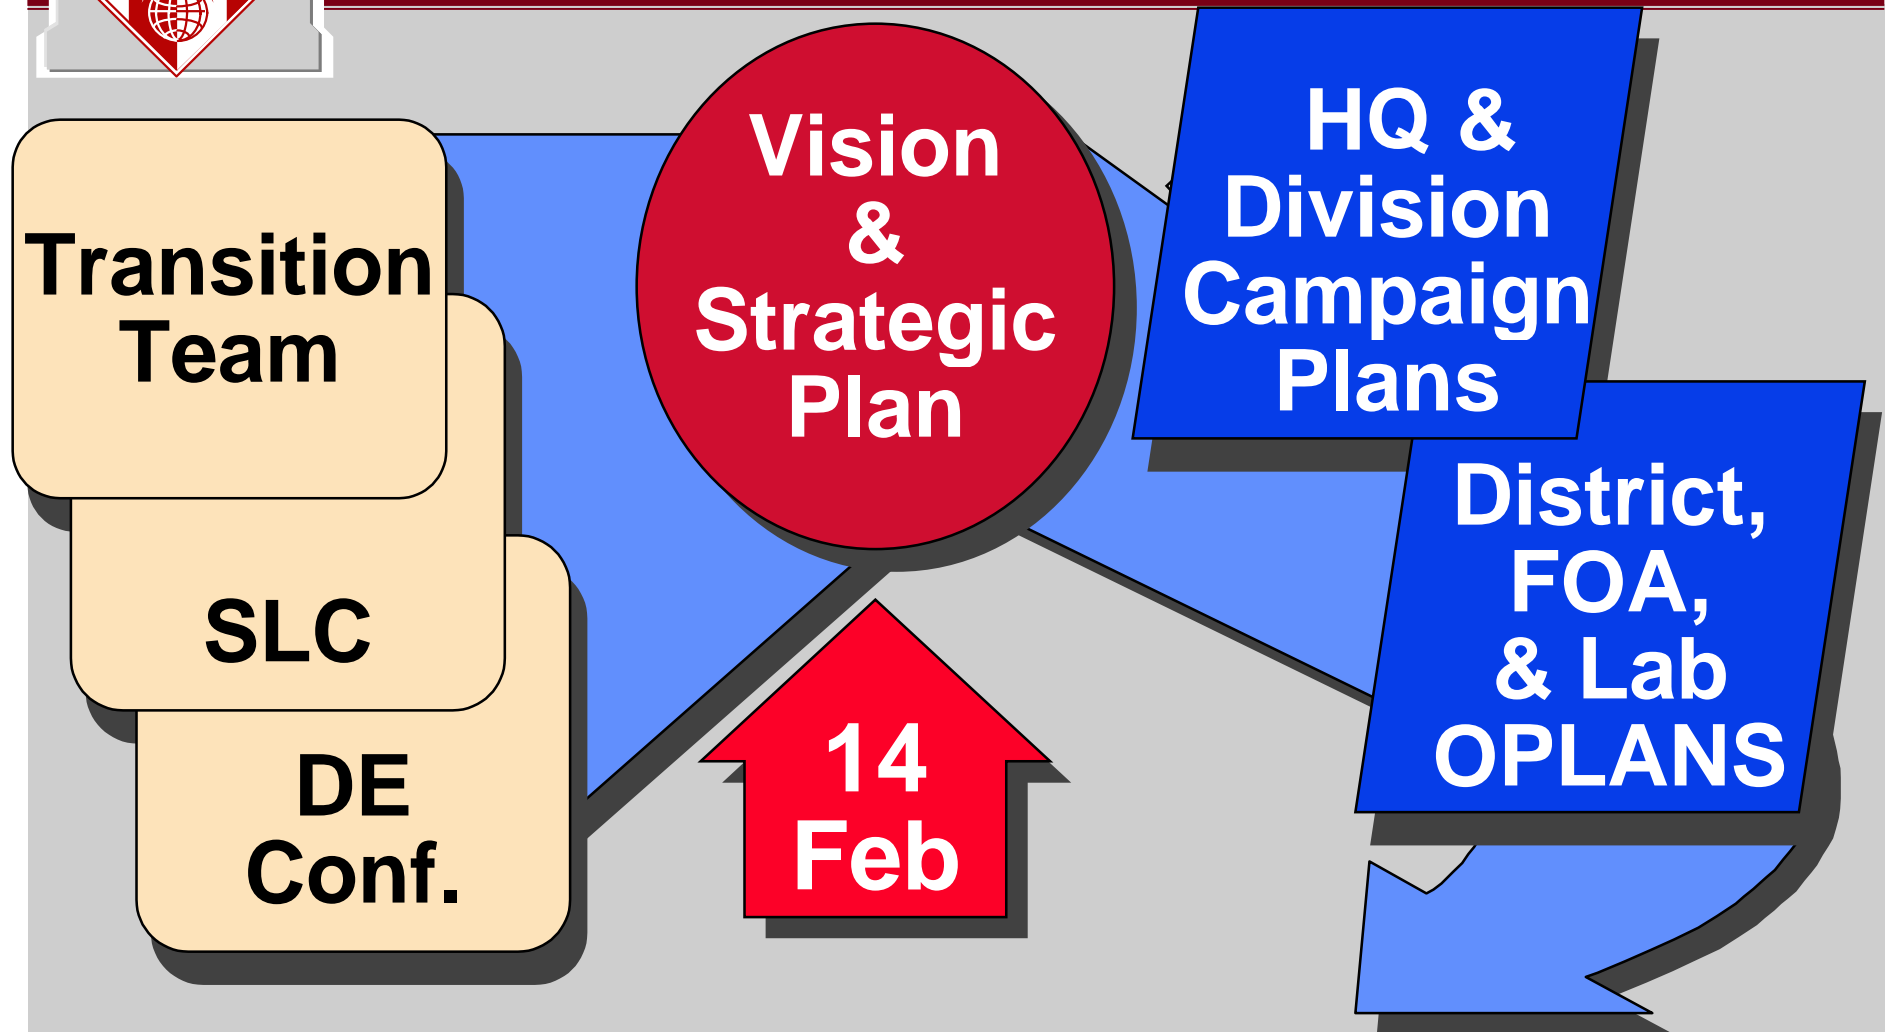 Transition
Team
SLC
DE
Conf.
Vision
&
Strategic
Plan
14
Feb
HQ &
Division
Campaign
Plans
District,
FOA,
& Lab
OPLANS